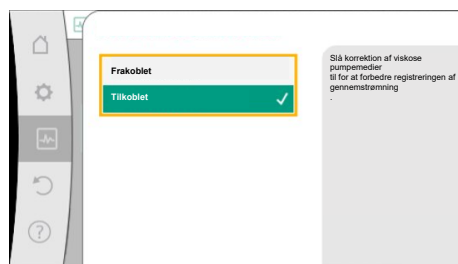 Frakoblet
Tilkoblet
Slå korrektion af viskose
pumpemedier
til for at forbedre registreringen af
gennemstrømning
.
?